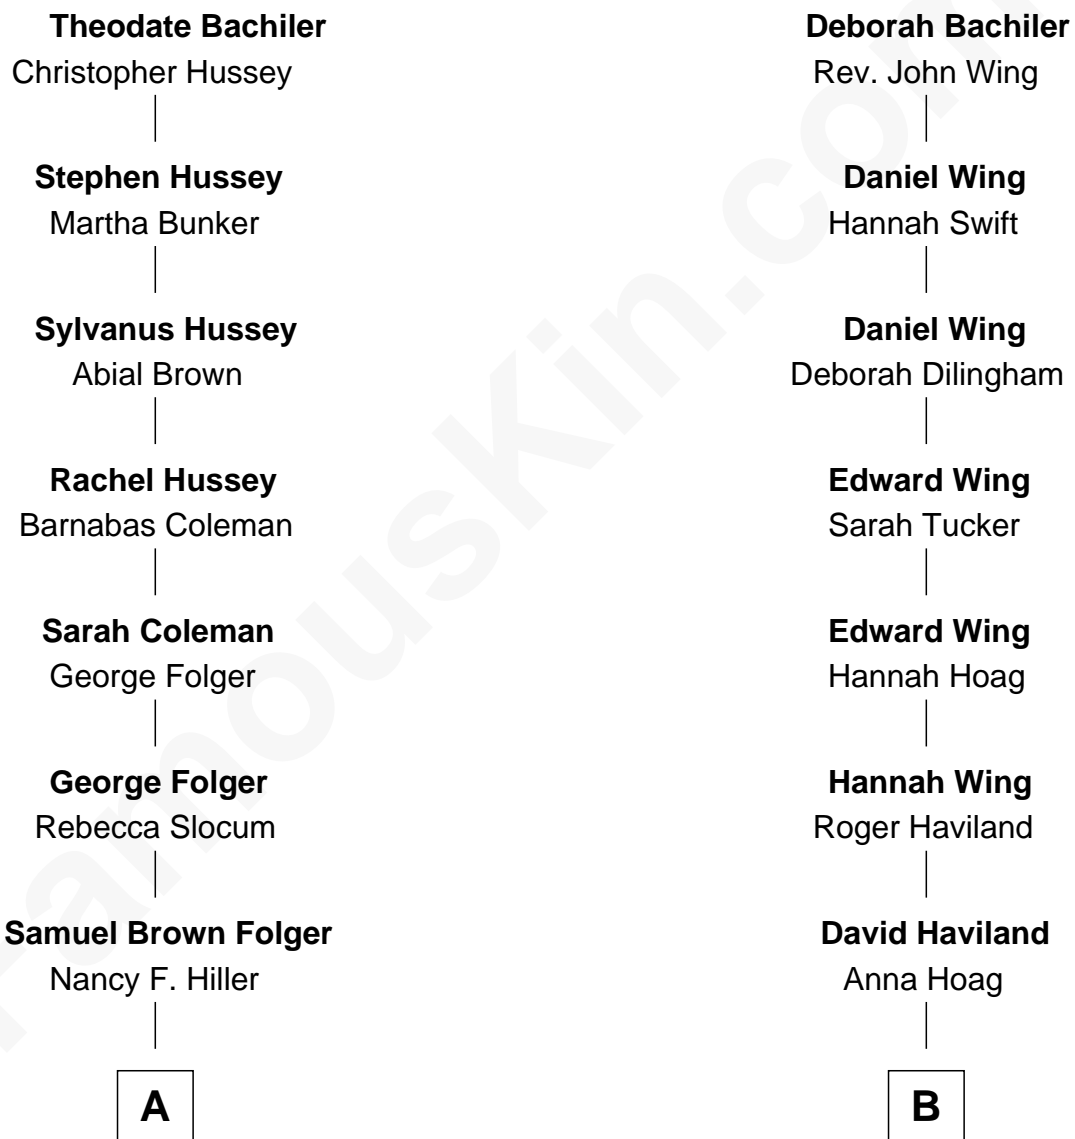 Theodate Bachiler
Christopher Hussey
Stephen Hussey
Martha Bunker
Sylvanus Hussey
Abial Brown
Rachel Hussey
Barnabas Coleman
Sarah Coleman
George Folger
George Folger
Rebecca Slocum
Samuel Brown Folger
Nancy F. Hiller
A
Deborah Bachiler
Rev. John Wing
Daniel Wing
Hannah Swift
Daniel Wing
Deborah Dilingham
Edward Wing
Sarah Tucker
Edward Wing
Hannah Hoag
Hannah Wing
Roger Haviland
David Haviland
Anna Hoag
B
FamousKin.com